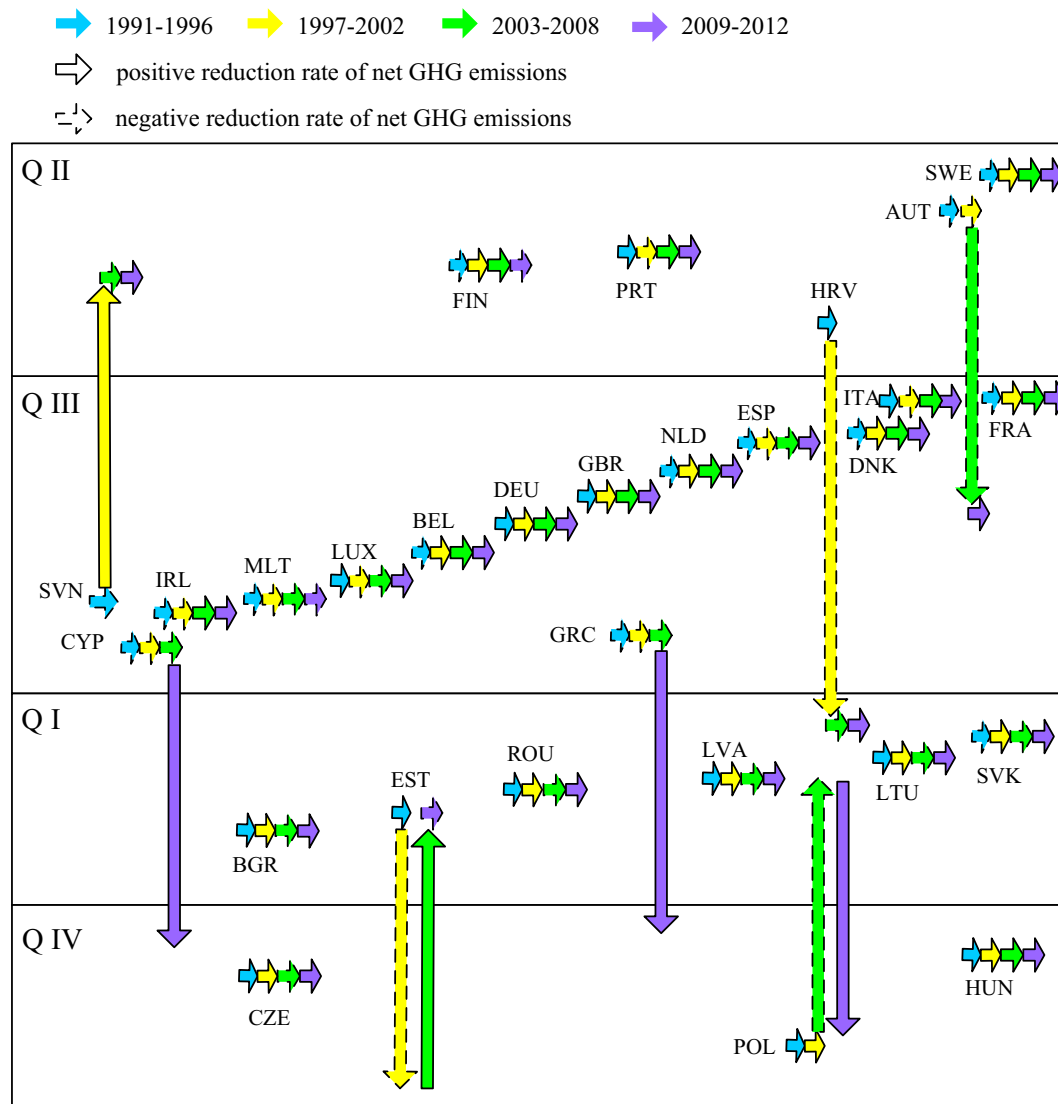 1991-1996 1997-2002 2003-2008 2009-2012
positive reduction rate of net GHG emissions
negative reduction rate of net GHG emissions
Q II
SWE
AUT
FIN
PRT
HRV
Q III
ITA
FRA
ESP
DNK
NLD
GBR
DEU
BEL
LUX
MLT
IRL
SVN
CYP
GRC
Q I
ROU
LVA
LTU
SVK
EST
BGR
Q IV
HUN
CZE
POL